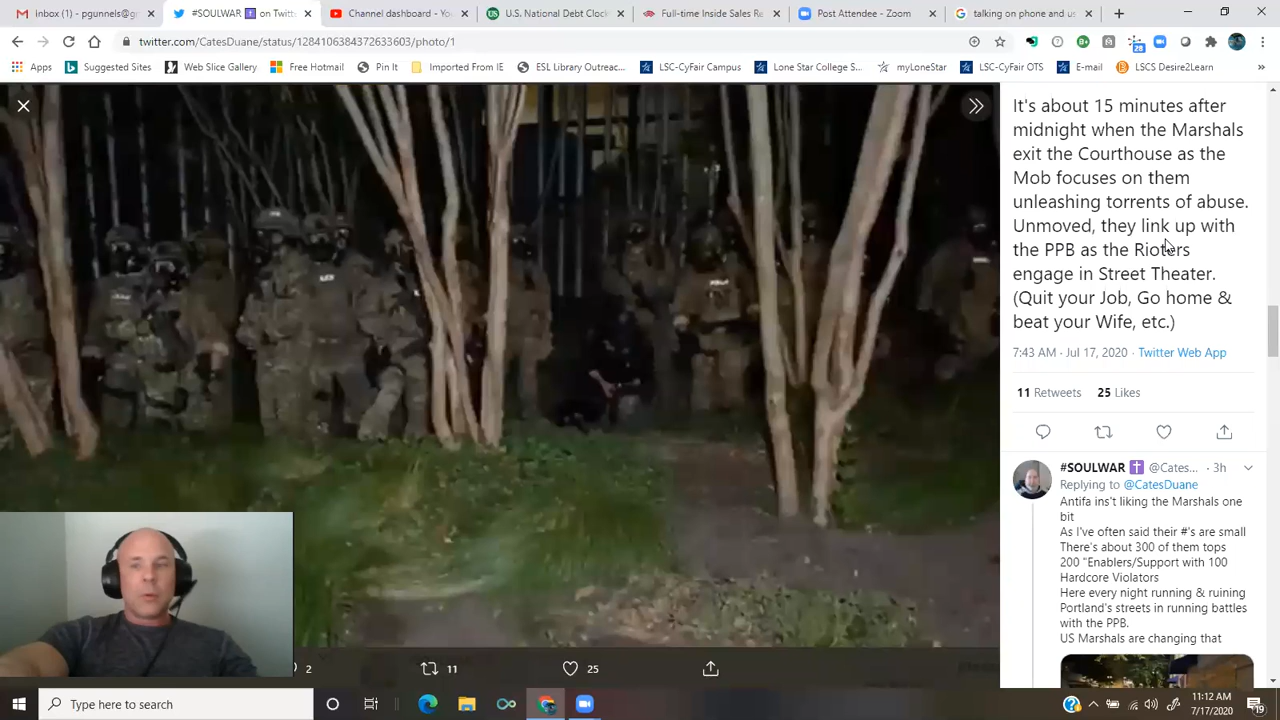 Inbox (1) - pgunnels@gm
#SOULWAR on Twitt
Channel dashboard - You
U.S. National Debt Clock
Full-time Inside Sales Re
Post Attendee - Zoom
talking on phone and us
twitter.com/CatesDuane/status/1284106384372633603/photo/1
28
Apps
Suggested Sites
Web Slice Gallery
Free Hotmail
Pin It
Imported From IE
ESL Library Outreac...
LSC-CyFair Campus
Lone Star College S...
myLoneStar
LSC-CyFair OTS
E-mail
LSCS Desire2Learn
It's about 15 minutes after
midnight when the Marshals
exit the Courthouse as the
Mob focuses on them
unleashing torrents of abuse.
Unmoved, they link up with
the PPB as the Rioters
engage in Street Theater.
(Quit your Job, Go home &
beat your Wife, etc.)
7:43 AM · Jul 17, 2020 · Twitter Web App
11 Retweets 25 Likes
#SOULWAR @Cates... · 3h
Replying to @CatesDuane
Antifa ins't liking the Marshals one
bit
As I've often said their #'s are small
There's about 300 of them tops
200 "Enablers/Support with 100
Hardcore Violators
Here every night running & ruining
Portland's streets in running battles
with the PPB.
US Marshals are changing that
2
11
25
Type here to search
11:12 AM
7/17/2020
19